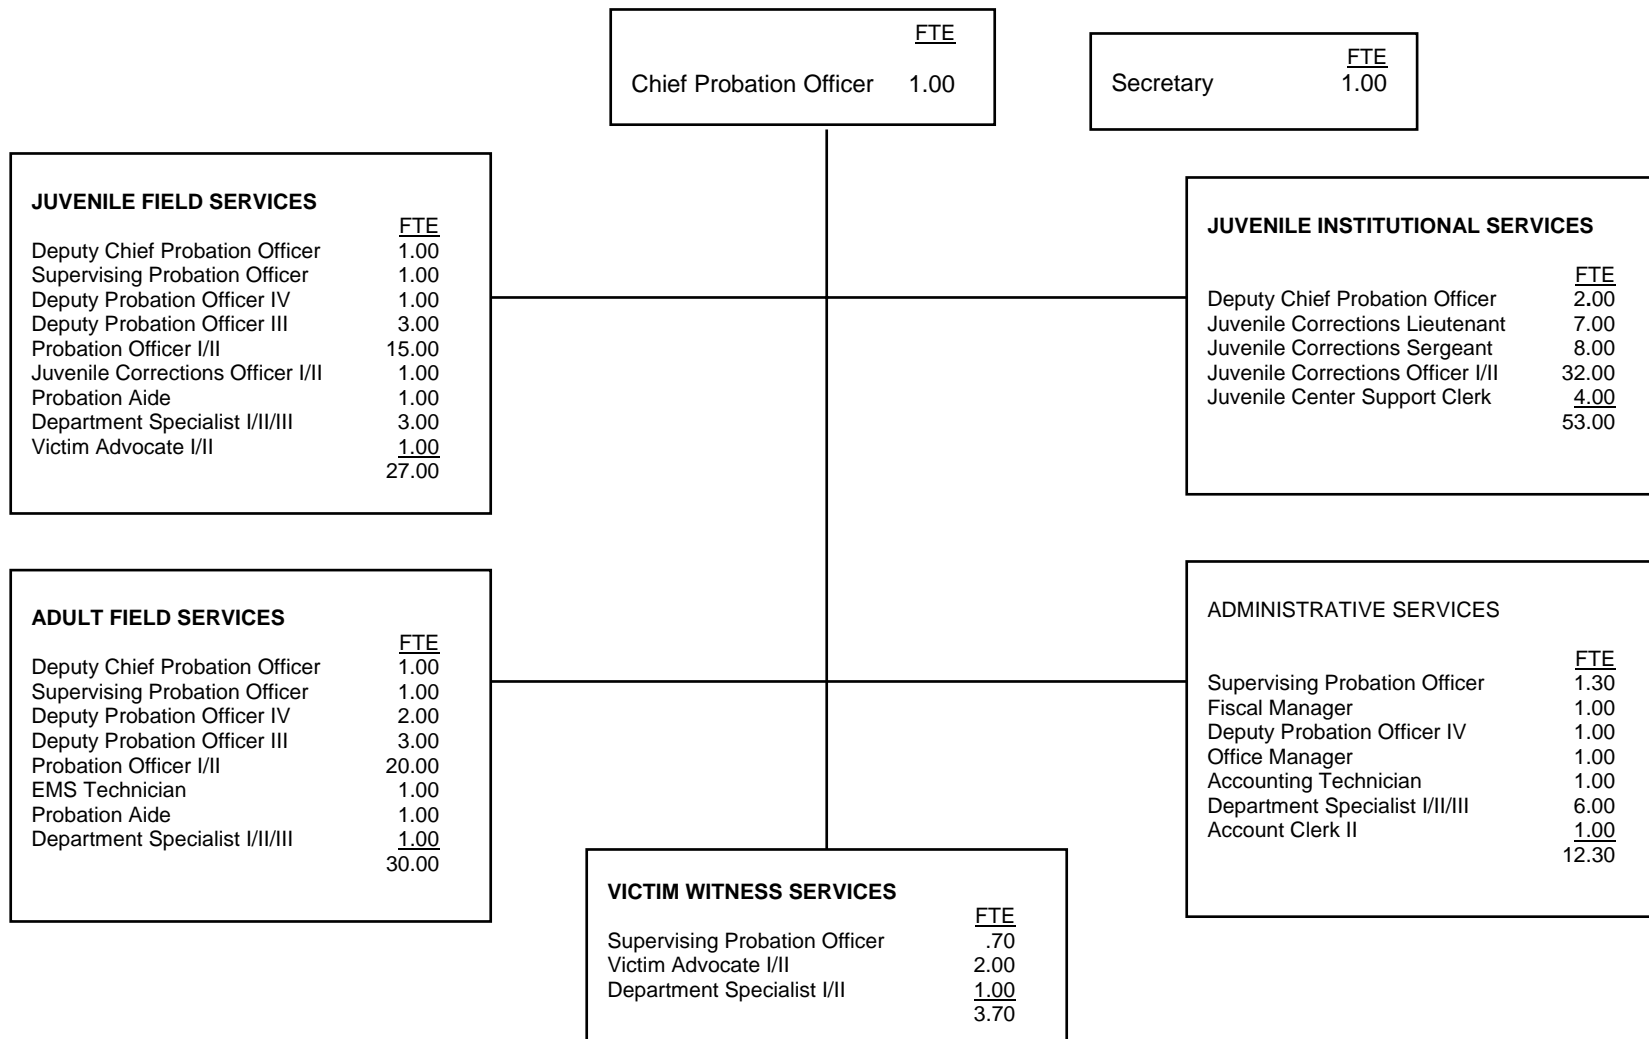 FTE
Chief Probation Officer 1.00
FTE
Secretary 1.00
JUVENILE FIELD SERVICES
FTE
Deputy Chief Probation Officer 1.00
Supervising Probation Officer 1.00
Deputy Probation Officer IV 1.00
Deputy Probation Officer III 3.00
Probation Officer I/II 15.00
Juvenile Corrections Officer I/II 1.00
Probation Aide 1.00
Department Specialist I/II/III 3.00
Victim Advocate I/II 1.00
27.00
JUVENILE INSTITUTIONAL SERVICES
FTE
Deputy Chief Probation Officer 2.00
Juvenile Corrections Lieutenant 7.00
Juvenile Corrections Sergeant 8.00
Juvenile Corrections Officer I/II 32.00
Juvenile Center Support Clerk 4.00
53.00
ADULT FIELD SERVICES
FTE
Deputy Chief Probation Officer 1.00
Supervising Probation Officer 1.00
Deputy Probation Officer IV 2.00
Deputy Probation Officer III 3.00
Probation Officer I/II 20.00
EMS Technician 1.00
Probation Aide 1.00
Department Specialist I/II/III 1.00
30.00
ADMINISTRATIVE SERVICES
FTE
Supervising Probation Officer 1.30
Fiscal Manager 1.00
Deputy Probation Officer IV 1.00
Office Manager 1.00
Accounting Technician 1.00
Department Specialist I/II/III 6.00
Account Clerk II 1.00
12.30
VICTIM WITNESS SERVICES
FTE
Supervising Probation Officer .70
Victim Advocate I/II 2.00
Department Specialist I/II 1.00
3.70